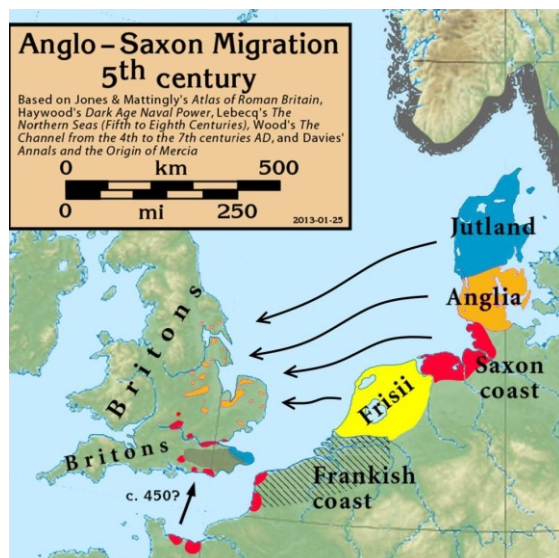 Anglo – Saxon Migration
5th century
Based on Jones & Mattingly's Atlas of Roman Britain,
Haywood's Dark Age Naval Power, Lebecq's The
Northern Seas (Fifth to Eighth Centuries), Wood's The
Channel from the 4th to the 7th centuries AD, and Davies'
Annals and the Origin of Mercia
0 km 500
0 mi 250
2013-01-25
Jutland
Anglia
Saxon
coast
Frisii
Frankish
coast
Britons
Britons
c. 450?